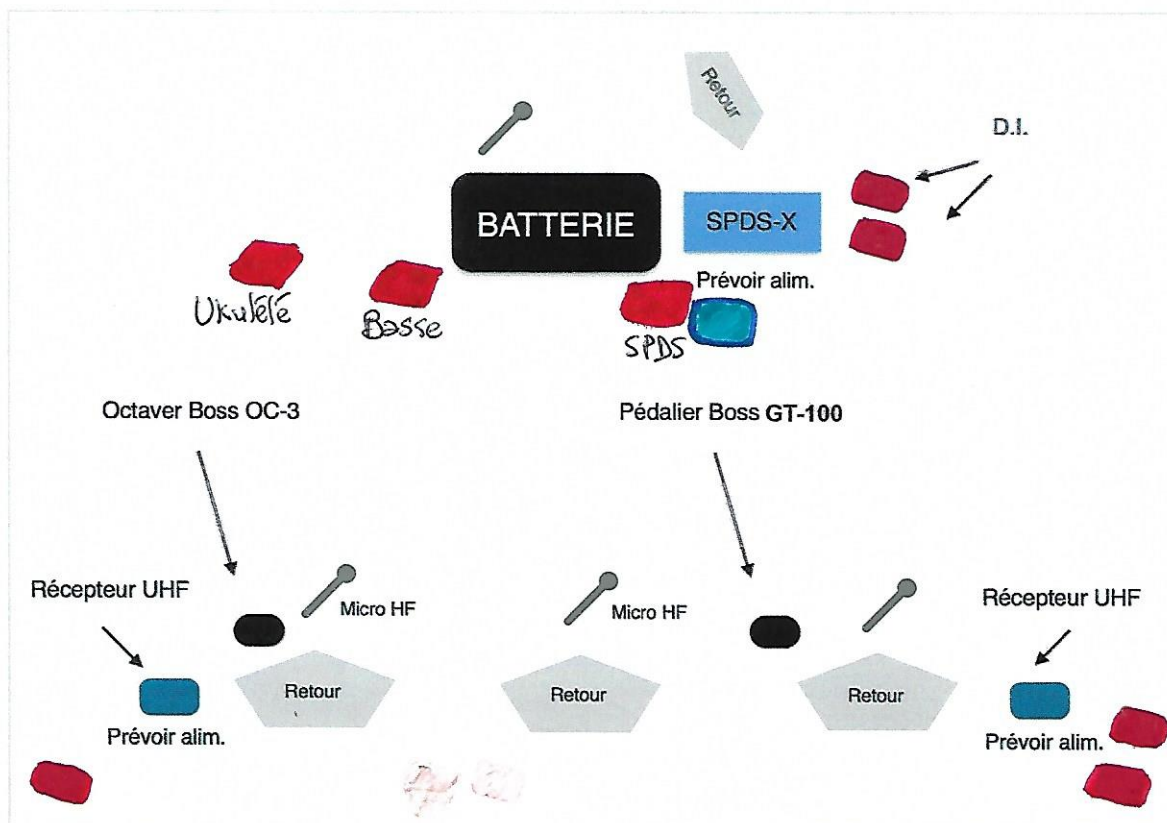 Retour
D.I.
BATTERIE
SPDS-X
Prévoir alim.
Ukulélé
Basse
SPDS
Octaver Boss OC-3
Pédalier Boss GT-100
Récepteur UHF
Micro HF
Micro HF
Récepteur UHF
Retour
Retour
Retour
Prévoir alim.
Prévoir alim.